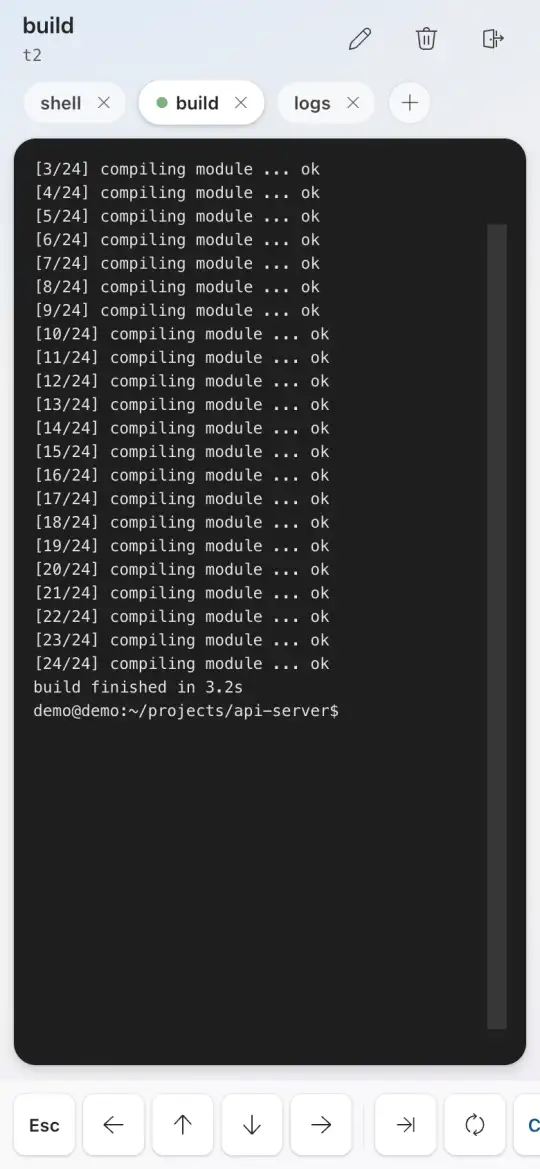 build
t2
shell
build
logs
[3/24] compiling module ... ok
[4/24] compiling module ... ok
[5/24] compiling module ... ok
[6/24] compiling module ... ok
[7/24] compiling module ... ok
[8/24] compiling module ... ok
[9/24] compiling module ... ok
[10/24] compiling module ... ok
[11/24] compiling module ... ok
[12/24] compiling module ... ok
[13/24] compiling module ... ok
[14/24] compiling module ... ok
[15/24] compiling module ... ok
[16/24] compiling module ... ok
[17/24] compiling module ... ok
[18/24] compiling module ... ok
[19/24] compiling module ... ok
[20/24] compiling module ... ok
[21/24] compiling module ... ok
[22/24] compiling module ... ok
[23/24] compiling module ... ok
[24/24] compiling module ... ok
build finished in 3.2s
demo@demo:~/projects/api-server$
Esc